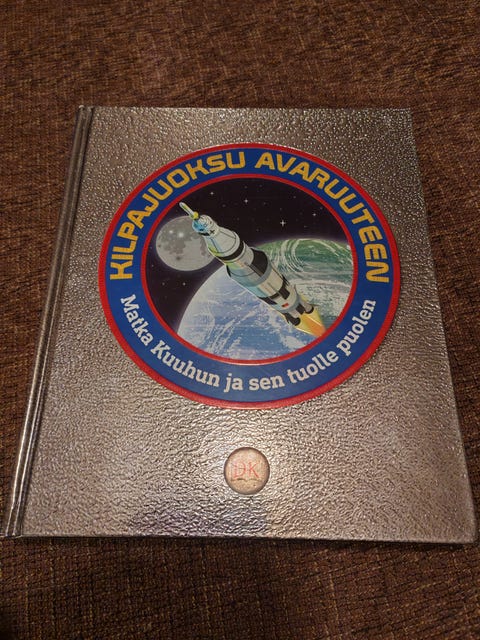 KILPAJUOKSU AVARUUTEEN
Matka Kuuhun ja sen tuolle puolen
DK